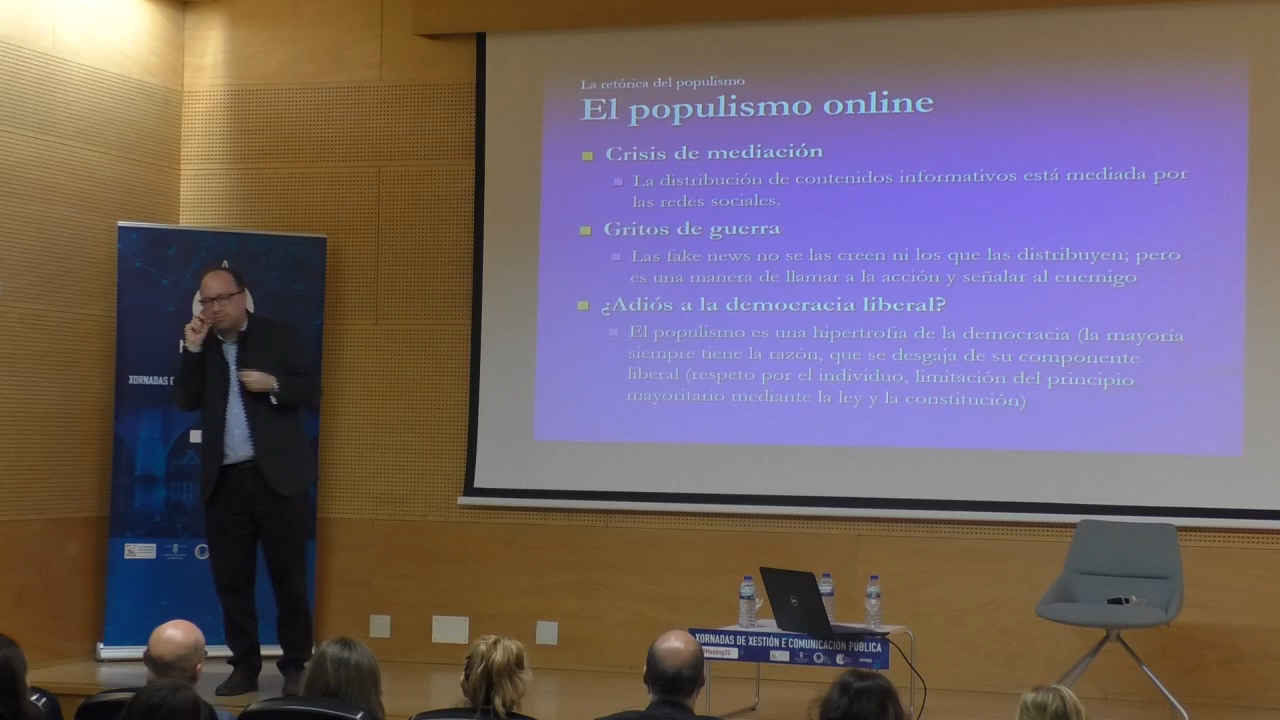 La retórica del populismo
El populismo online
Crisis de mediación
La distribución de contenidos informativos está mediada por
las redes sociales.
Gritos de guerra
Las fake news no se las creen ni los que las distribuyen; pero
es una manera de llamar a la acción y señalar al enemigo
¿Adiós a la democracia liberal?
El populismo es una hipertrofia de la democracia (la mayoría
siempre tiene la razón, que se desgaja de su componente
liberal (respeto por el individuo, limitación del principio
mayoritario mediante la ley y la constitución)
XORNADAS
XORNADAS DE XESTIÓN E COMUNICACIÓN PÚBLICA